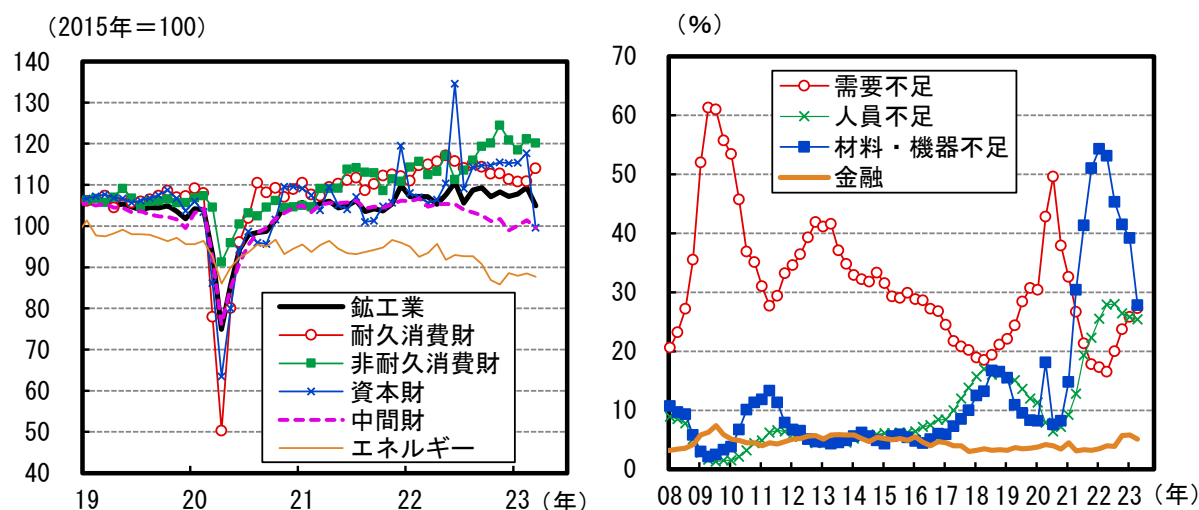 (2015年＝100)
140
130
120
110
100
90
80
70
60
50
40
鉱工業
耐久消費財
非耐久消費財
資本財
中間財
エネルギー
19 20 21 22 23 (年)
(％)
70
60
50
40
30
20
10
0
需要不足
人員不足
材料・機器不足
金融
08 09 10 11 12 13 14 15 16 17 18 19 20 21 22 23 (年)